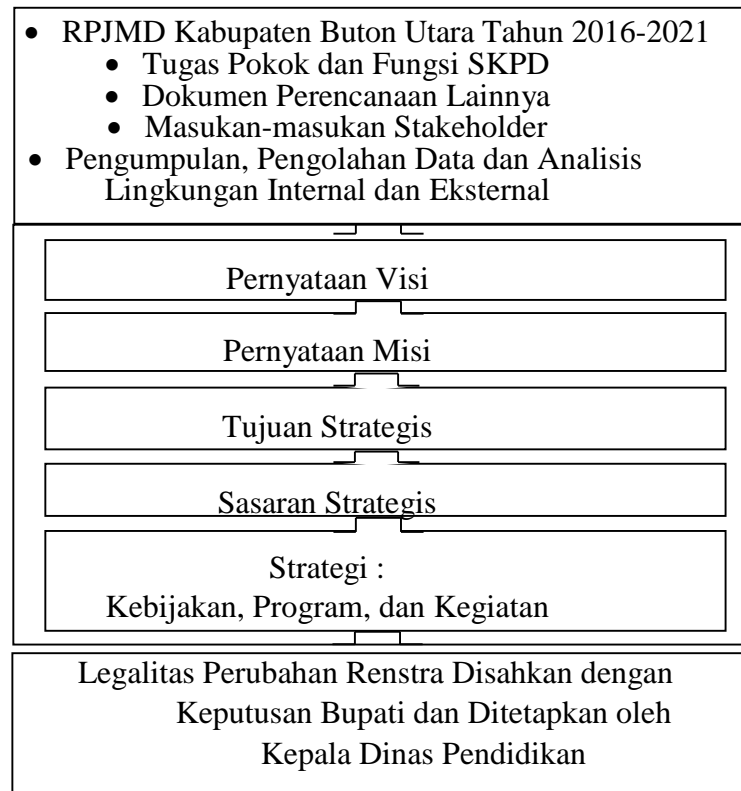 • RPJMD Kabupaten Buton Utara Tahun 2016-2021
• Tugas Pokok dan Fungsi SKPD
• Dokumen Perencanaan Lainnya
• Masukan-masukan Stakeholder
• Pengumpulan, Pengolahan Data dan Analisis
Lingkungan Internal dan Eksternal
Pernyataan Visi
Pernyataan Misi
Tujuan Strategis
Sasaran Strategis
Strategi :
Kebijakan, Program, dan Kegiatan
Legalitas Perubahan Renstra Disahkan dengan
Keputusan Bupati dan Ditetapkan oleh
Kepala Dinas Pendidikan